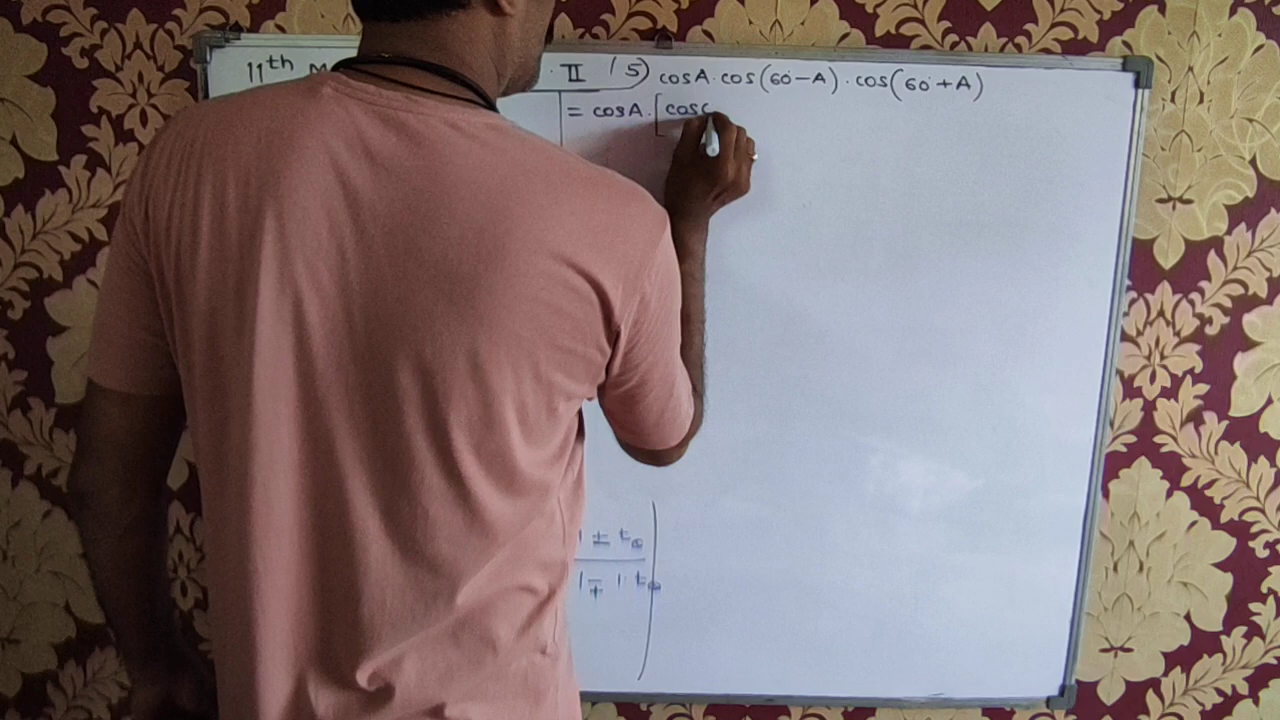 11th
II (5) cosA·cos(60°-A)·cos(60°+A)
= cosA·[cos
± t
1 ∓ 1·t